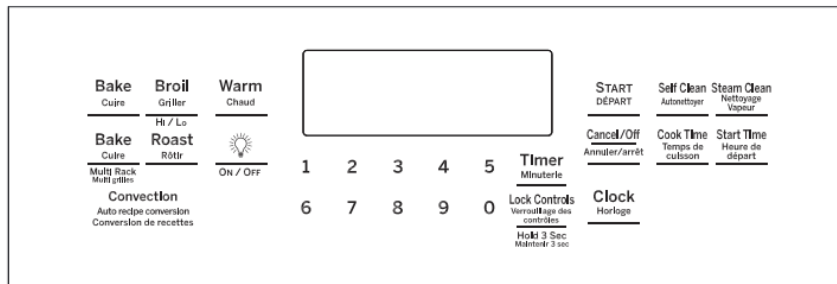 Bake
Cuire
Broil
Griller
HI / LO
Warm
Chaud
Bake
Cuire
Multi Rack
Multi grilles
Roast
Rôtir
ON / OFF
Convection
Auto recipe conversion
Conversion de recettes
1 2 3 4 5
6 7 8 9 0
Timer
Minuterie
Lock Controls
Verrouillage des
contrôles
Hold 3 Sec
Maintenir 3 sec
START
DÉPART
Cancel/Off
Annuler/arrêt
Clock
Horloge
Self Clean
Autonettoyer
Steam Clean
Nettoyage
Vapeur
Cook Time
Temps de
cuisson
Start Time
Heure de
départ